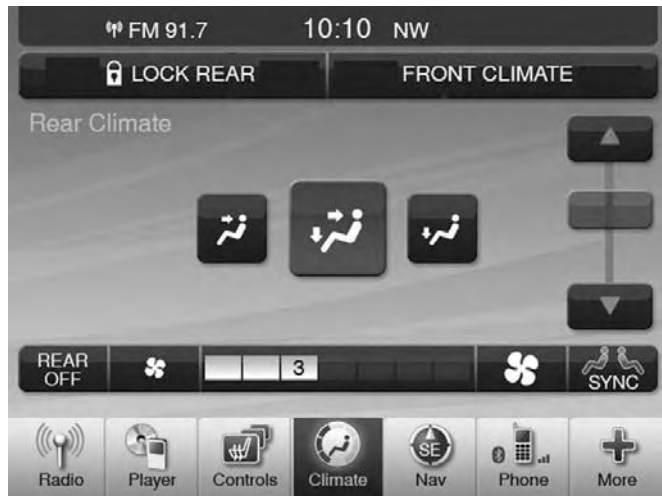 FM 91.7 10:10 NW
LOCK REAR FRONT CLIMATE
Rear Climate
REAR OFF 3 SYNC
SE
Radio Player Controls Climate Nav Phone More